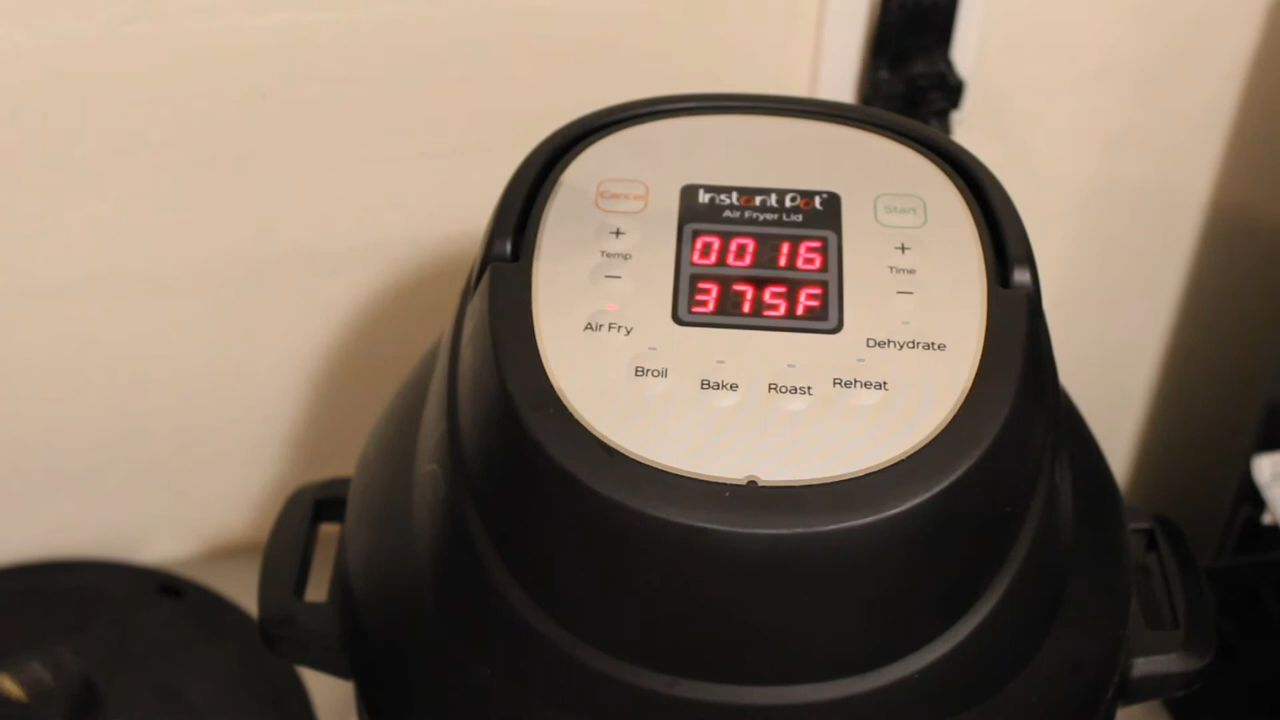 Instant Pot®
Air Fryer Lid
Cancel
Start
0016
375F
+
Temp
−
+
Time
−
Air Fry
Broil
Bake
Roast
Reheat
Dehydrate